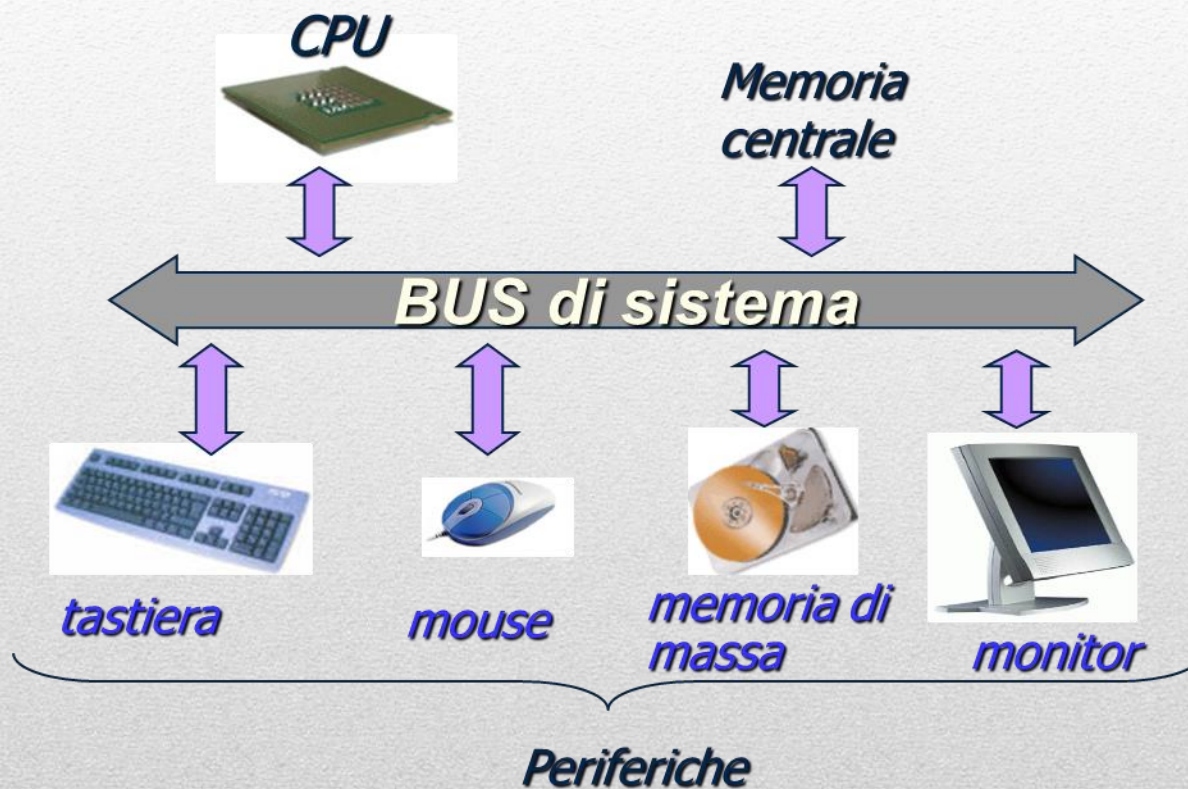 CPU
Memoria
centrale
BUS di sistema
tastiera
mouse
memoria di
massa
monitor
Periferiche